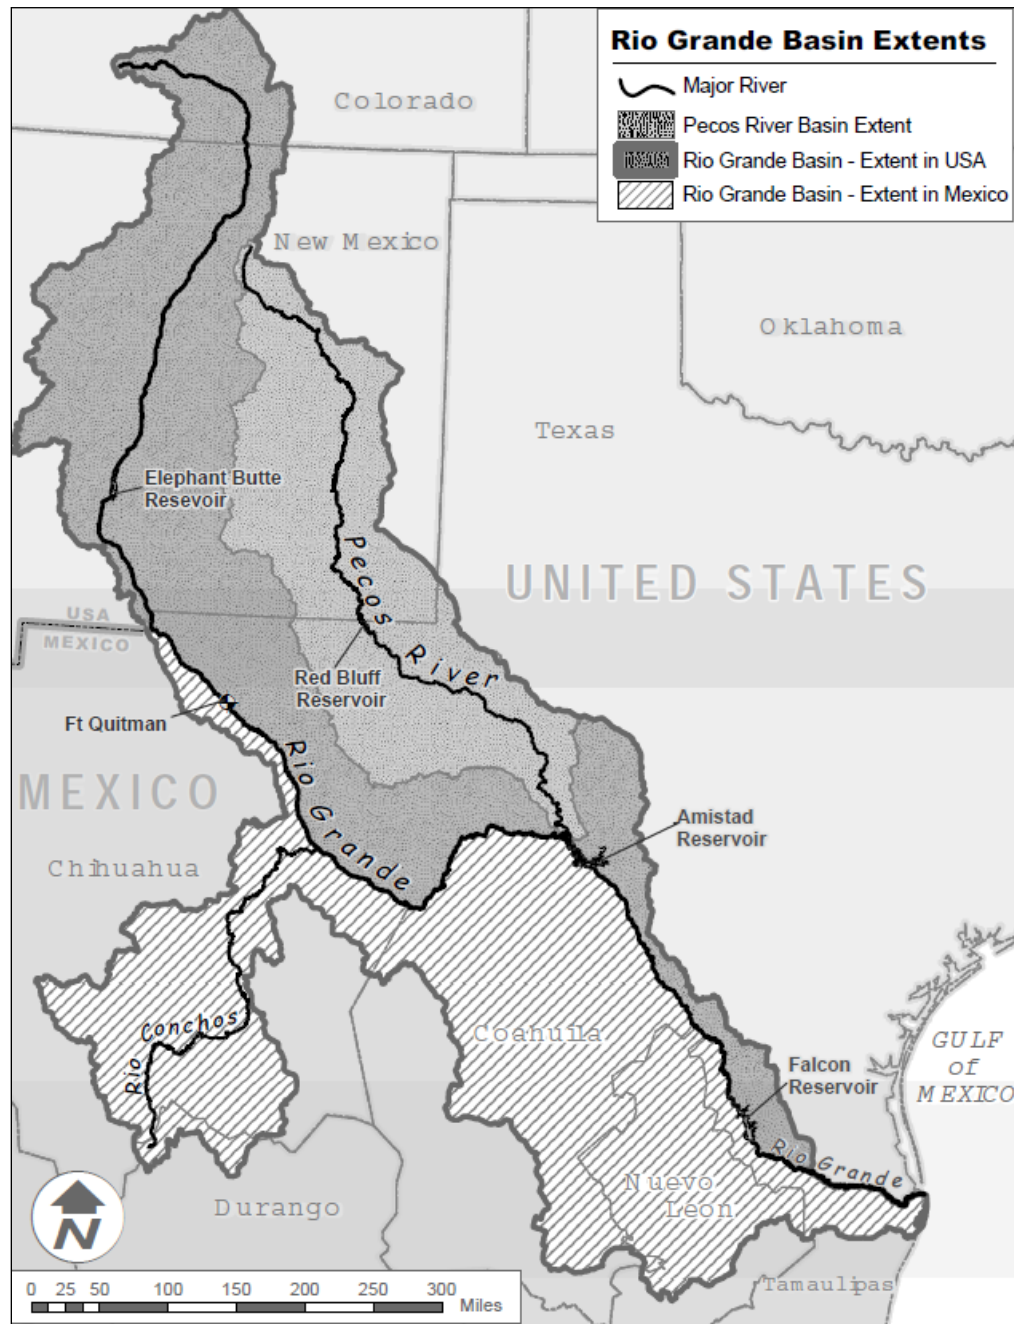 Rio Grande Basin Extents
Major River
Pecos River Basin Extent
Rio Grande Basin - Extent in USA
Rio Grande Basin - Extent in Mexico
Colorado
New Mexico
Oklahoma
Texas
Elephant Butte
Resevoir
Pecos River
UNITED STATES
USA
MEXICO
Red Bluff
Reservoir
Ft Quitman
Rio Grande
MEXICO
Amistad
Reservoir
Chihuahua
Rio Conchos
Coahuila
GULF
of
MEXICO
Falcon
Reservoir
Rio Grande
Nuevo
Leon
Durango
N
Tamaulipas
0 25 50 100 150 200 250 300
Miles